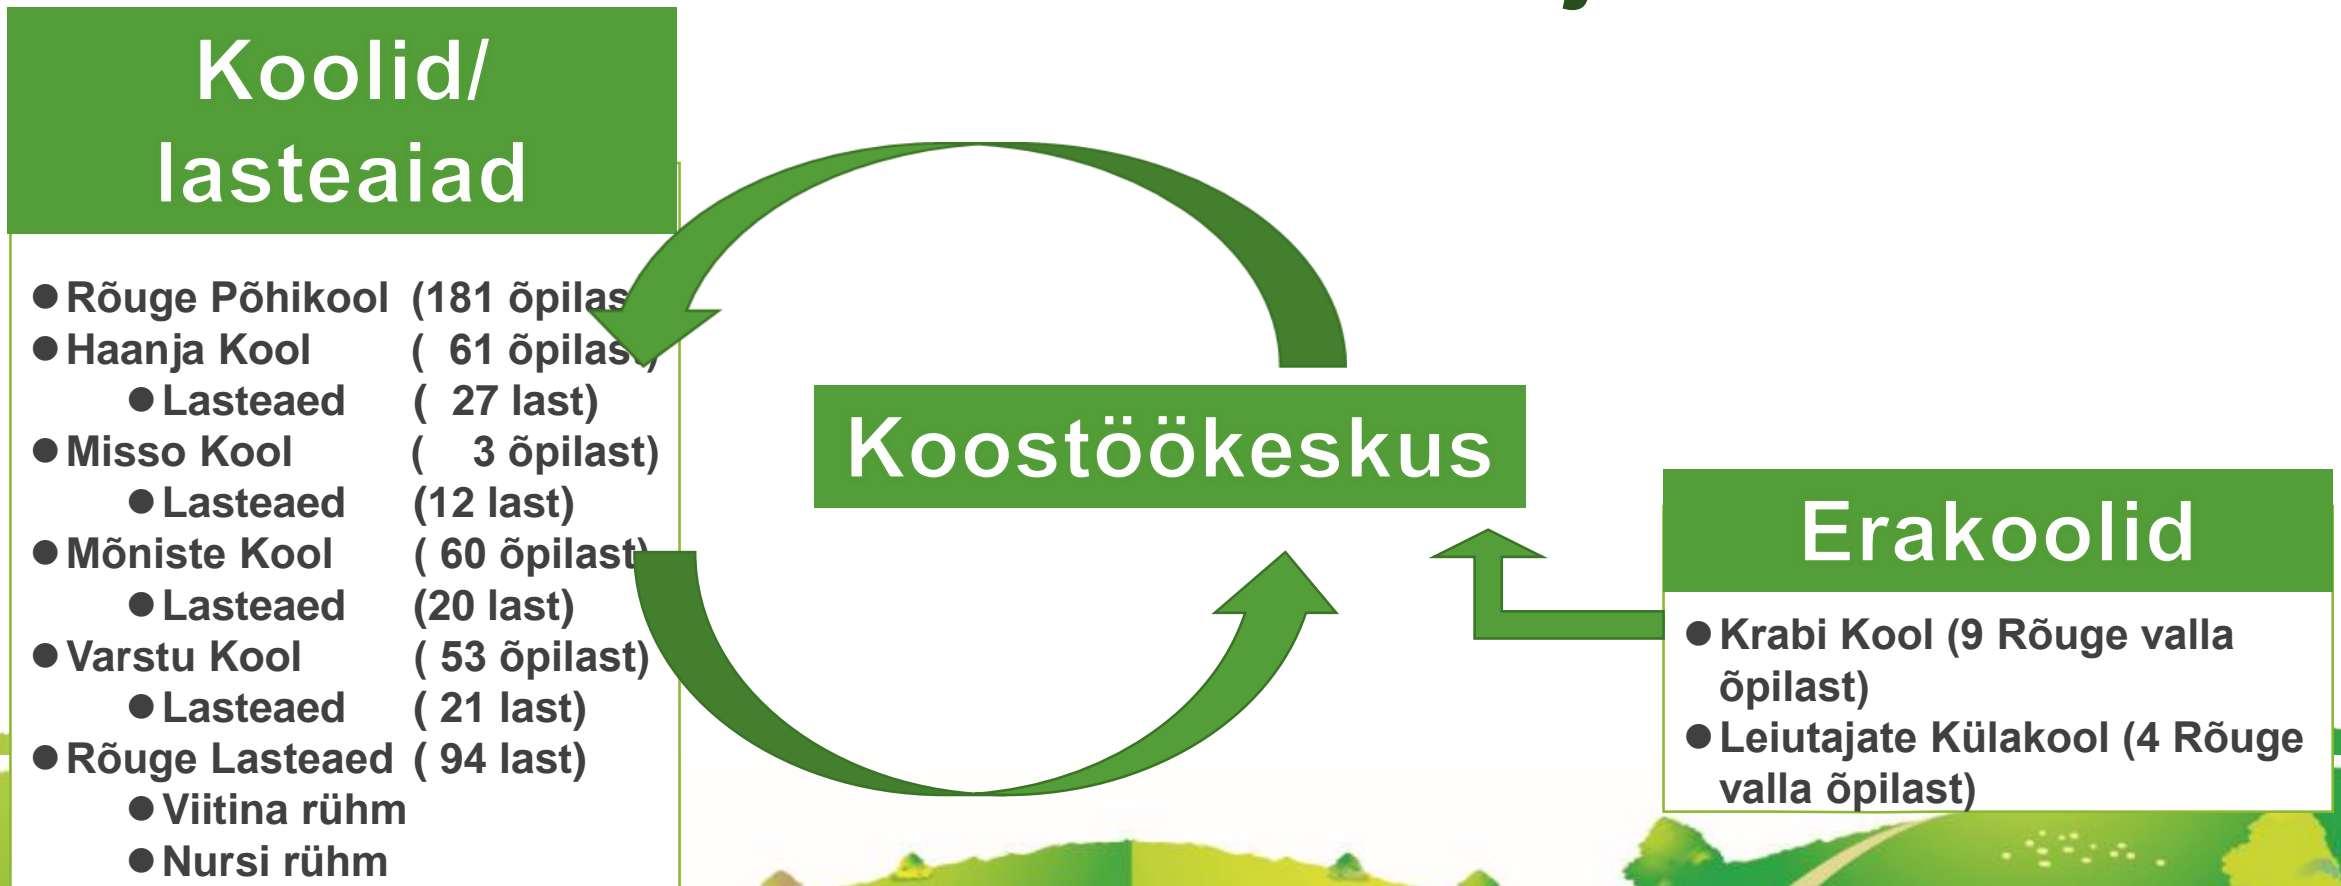 Koolid/
lasteaiad
● Rõuge Põhikool (181 õpilas
● Haanja Kool ( 61 õpilast)
● Lasteaed ( 27 last)
● Misso Kool ( 3 õpilast)
● Lasteaed (12 last)
● Mõniste Kool ( 60 õpilast)
● Lasteaed (20 last)
● Varstu Kool ( 53 õpilast)
● Lasteaed ( 21 last)
● Rõuge Lasteaed ( 94 last)
● Viitina rühm
● Nursi rühm
Koostöökeskus
Erakoolid
● Krabi Kool (9 Rõuge valla
õpilast)
● Leiutajate Külakool (4 Rõuge
valla õpilast)